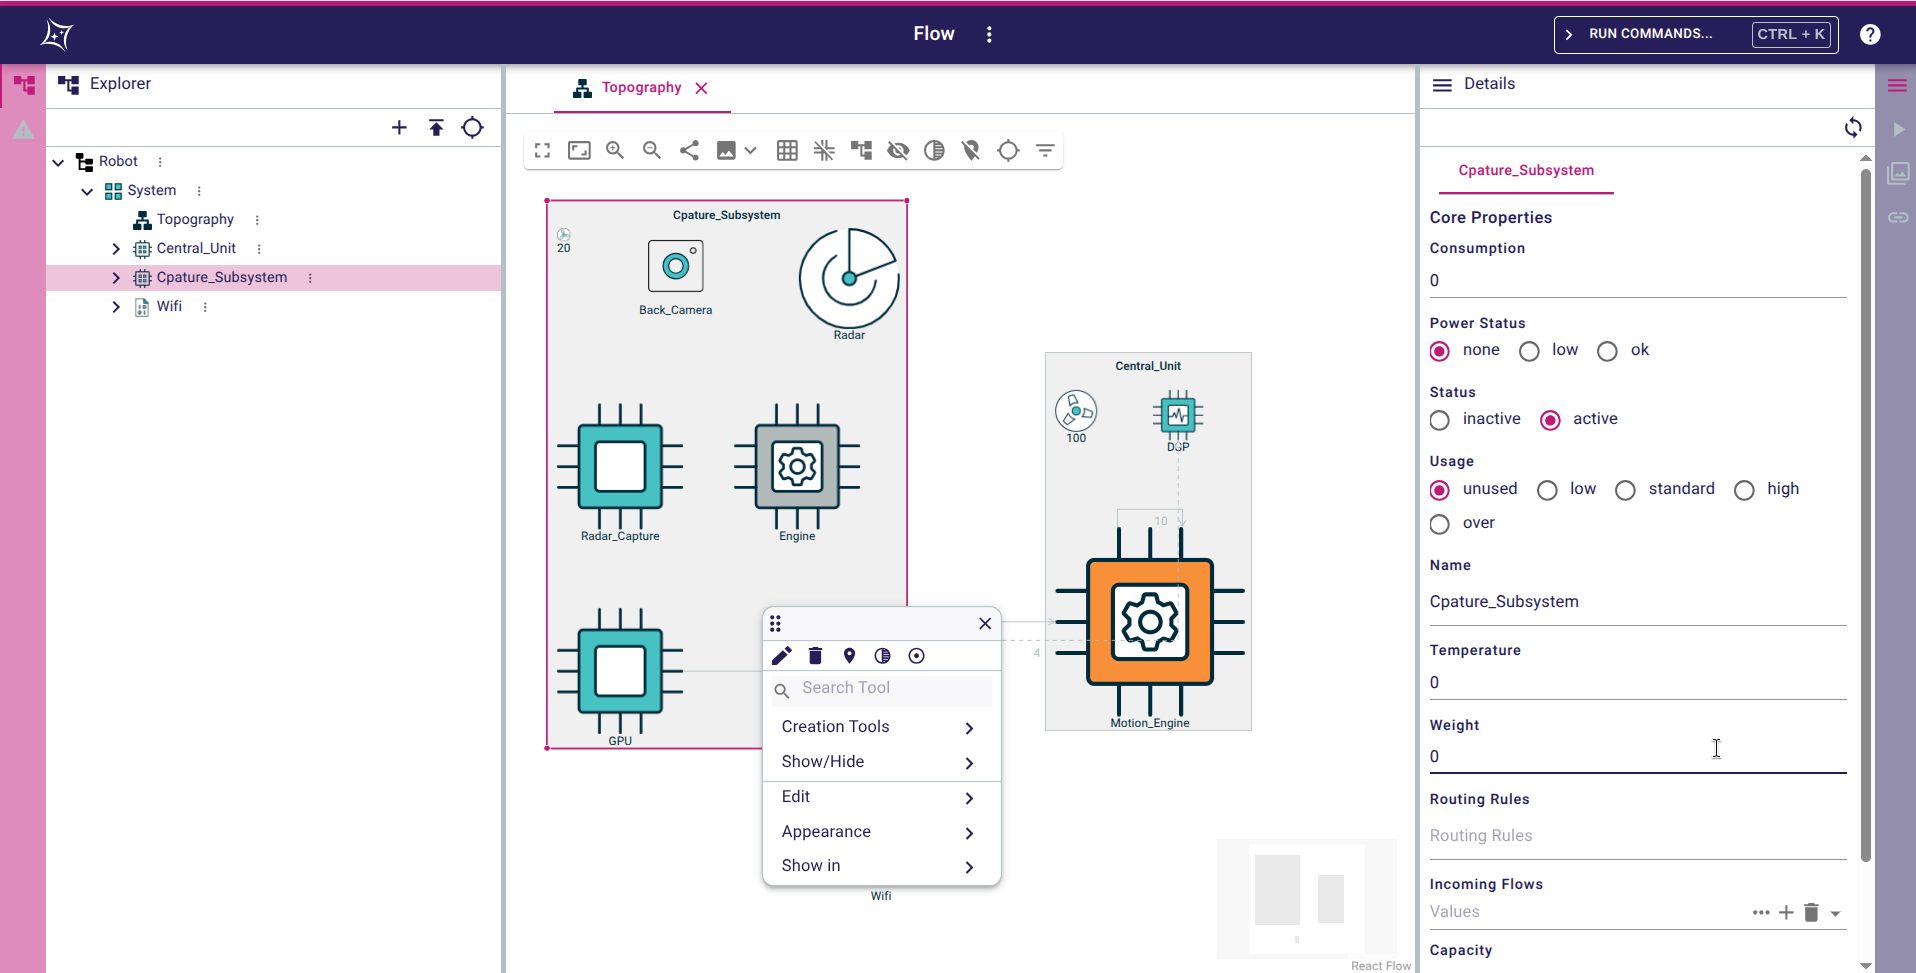 Flow
RUN COMMANDS... CTRL + K
Explorer
Robot
System
Topography
Central_Unit
Cpature_Subsystem
Wifi
Topography
Cpature_Subsystem
20
Back_Camera
Radar
Radar_Capture
Engine
GPU
Central_Unit
100
DSP
10
4
Motion_Engine
Search Tool
Creation Tools
Show/Hide
Edit
Appearance
Show in
Wifi
React Flow
Details
Cpature_Subsystem
Core Properties
Consumption
0
Power Status
none low ok
Status
inactive active
Usage
unused low standard high
over
Name
Cpature_Subsystem
Temperature
0
Weight
0
Routing Rules
Routing Rules
Incoming Flows
Values
Capacity